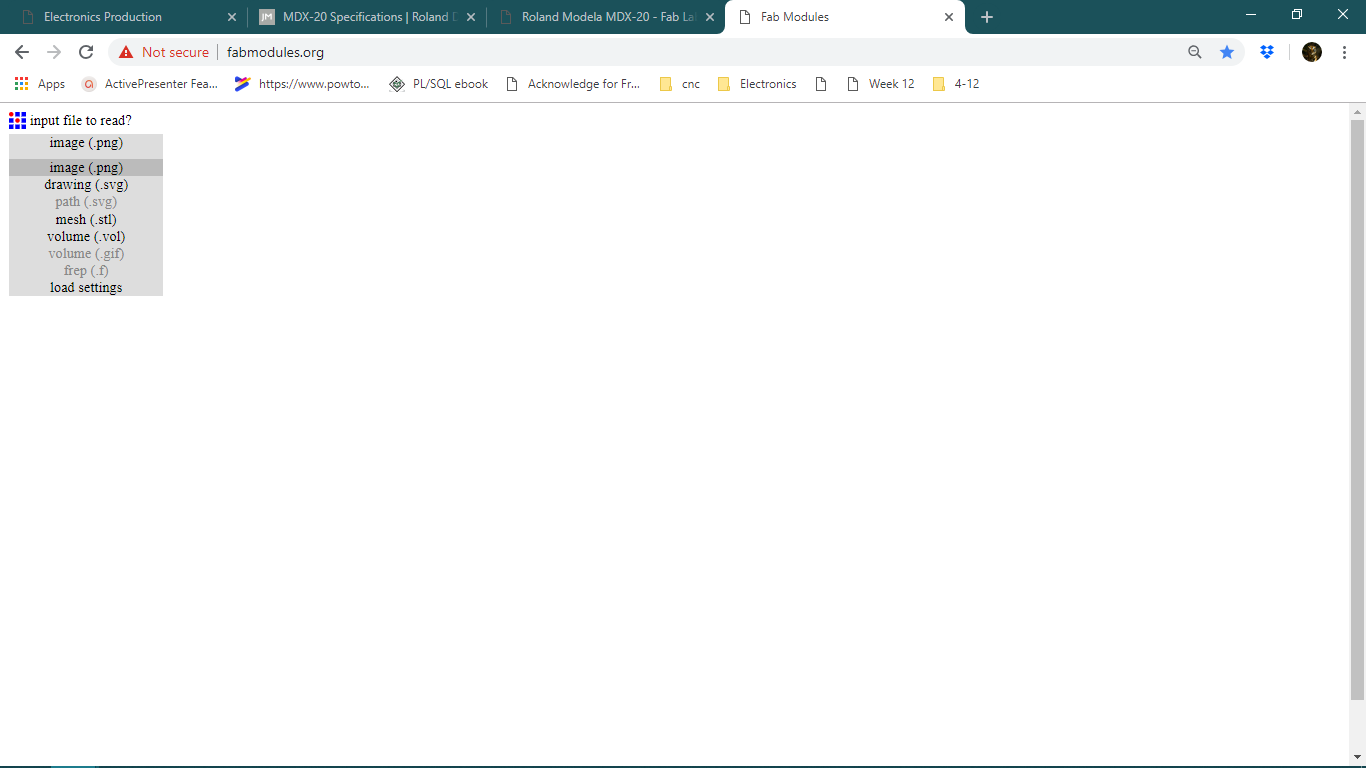 Electronics Production
JM MDX-20 Specifications | Roland D
Roland Modela MDX-20 - Fab La
Fab Modules
Not secure
fabmodules.org
Apps
ActivePresenter Fea...
https://www.powto...
PL/SQL ebook
Acknowledge for Fr...
cnc
Electronics
Week 12
4-12
input file to read?
image (.png)
image (.png)
drawing (.svg)
path (.svg)
mesh (.stl)
volume (.vol)
volume (.gif)
frep (.f)
load settings